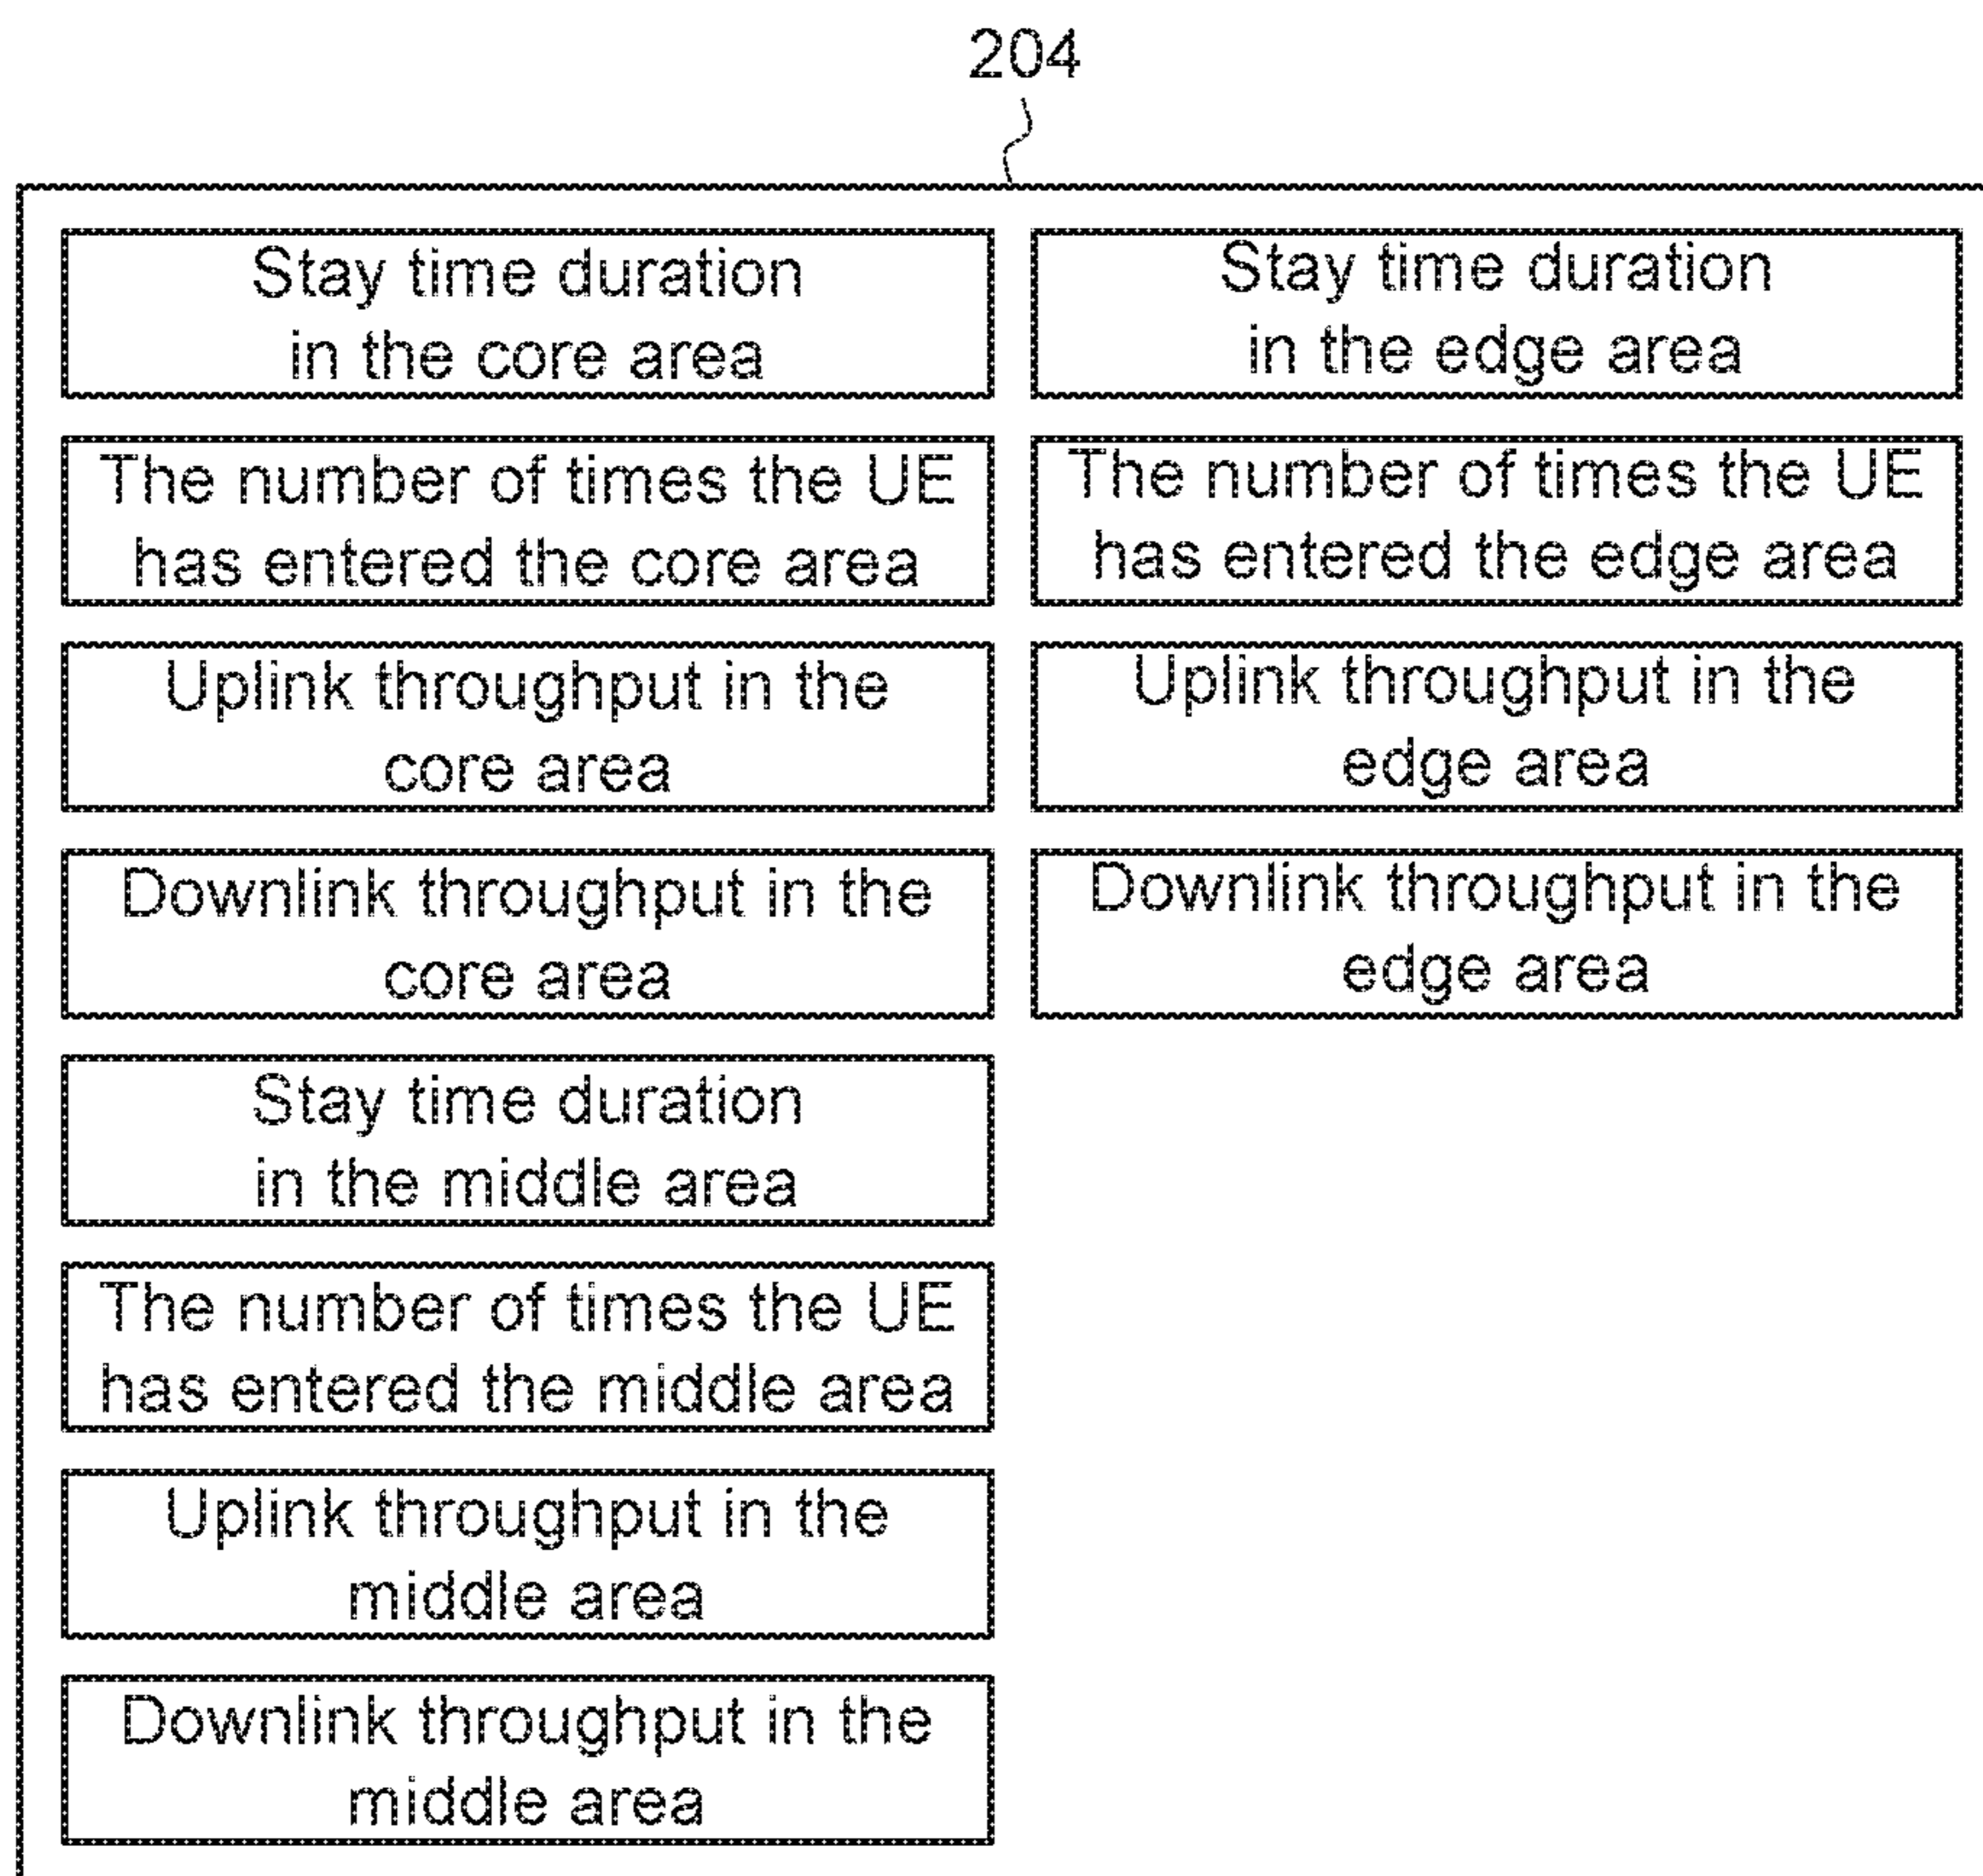 204
Stay time duration
in the core area
The number of times the UE
has entered the core area
Uplink throughput in the
core area
Downlink throughput in the
core area
Stay time duration
in the middle area
The number of times the UE
has entered the middle area
Uplink throughput in the
middle area
Downlink throughput in the
middle area
Stay time duration
in the edge area
The number of times the UE
has entered the edge area
Uplink throughput in the
edge area
Downlink throughput in the
edge area